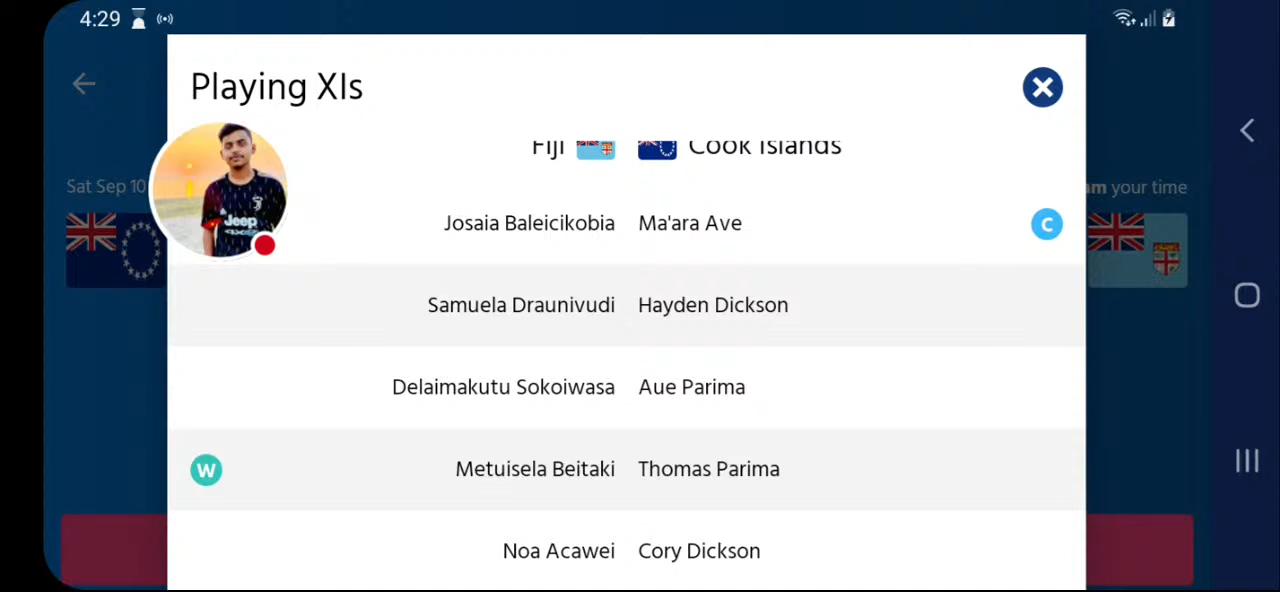 4:29
Playing XIs
Fiji Cook Islands
Sat Sep 10
am your time
Jeep
Josaia Baleicikobia Ma'ara Ave C
Samuela Draunivudi Hayden Dickson
Delaimakutu Sokoiwasa Aue Parima
W Metuisela Beitaki Thomas Parima
Noa Acawei Cory Dickson